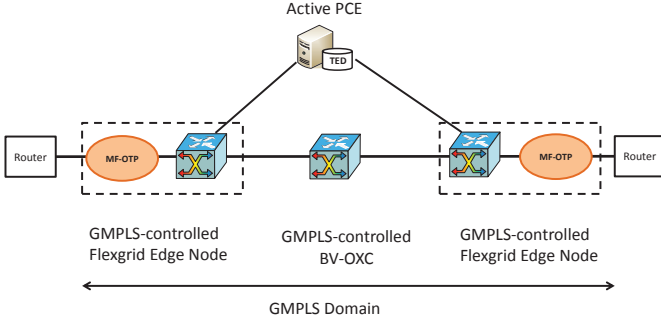 Active PCE
TED
Router
MF-OTP
MF-OTP
Router
GMPLS-controlled
Flexgrid Edge Node
GMPLS-controlled
BV-OXC
GMPLS-controlled
Flexgrid Edge Node
GMPLS Domain